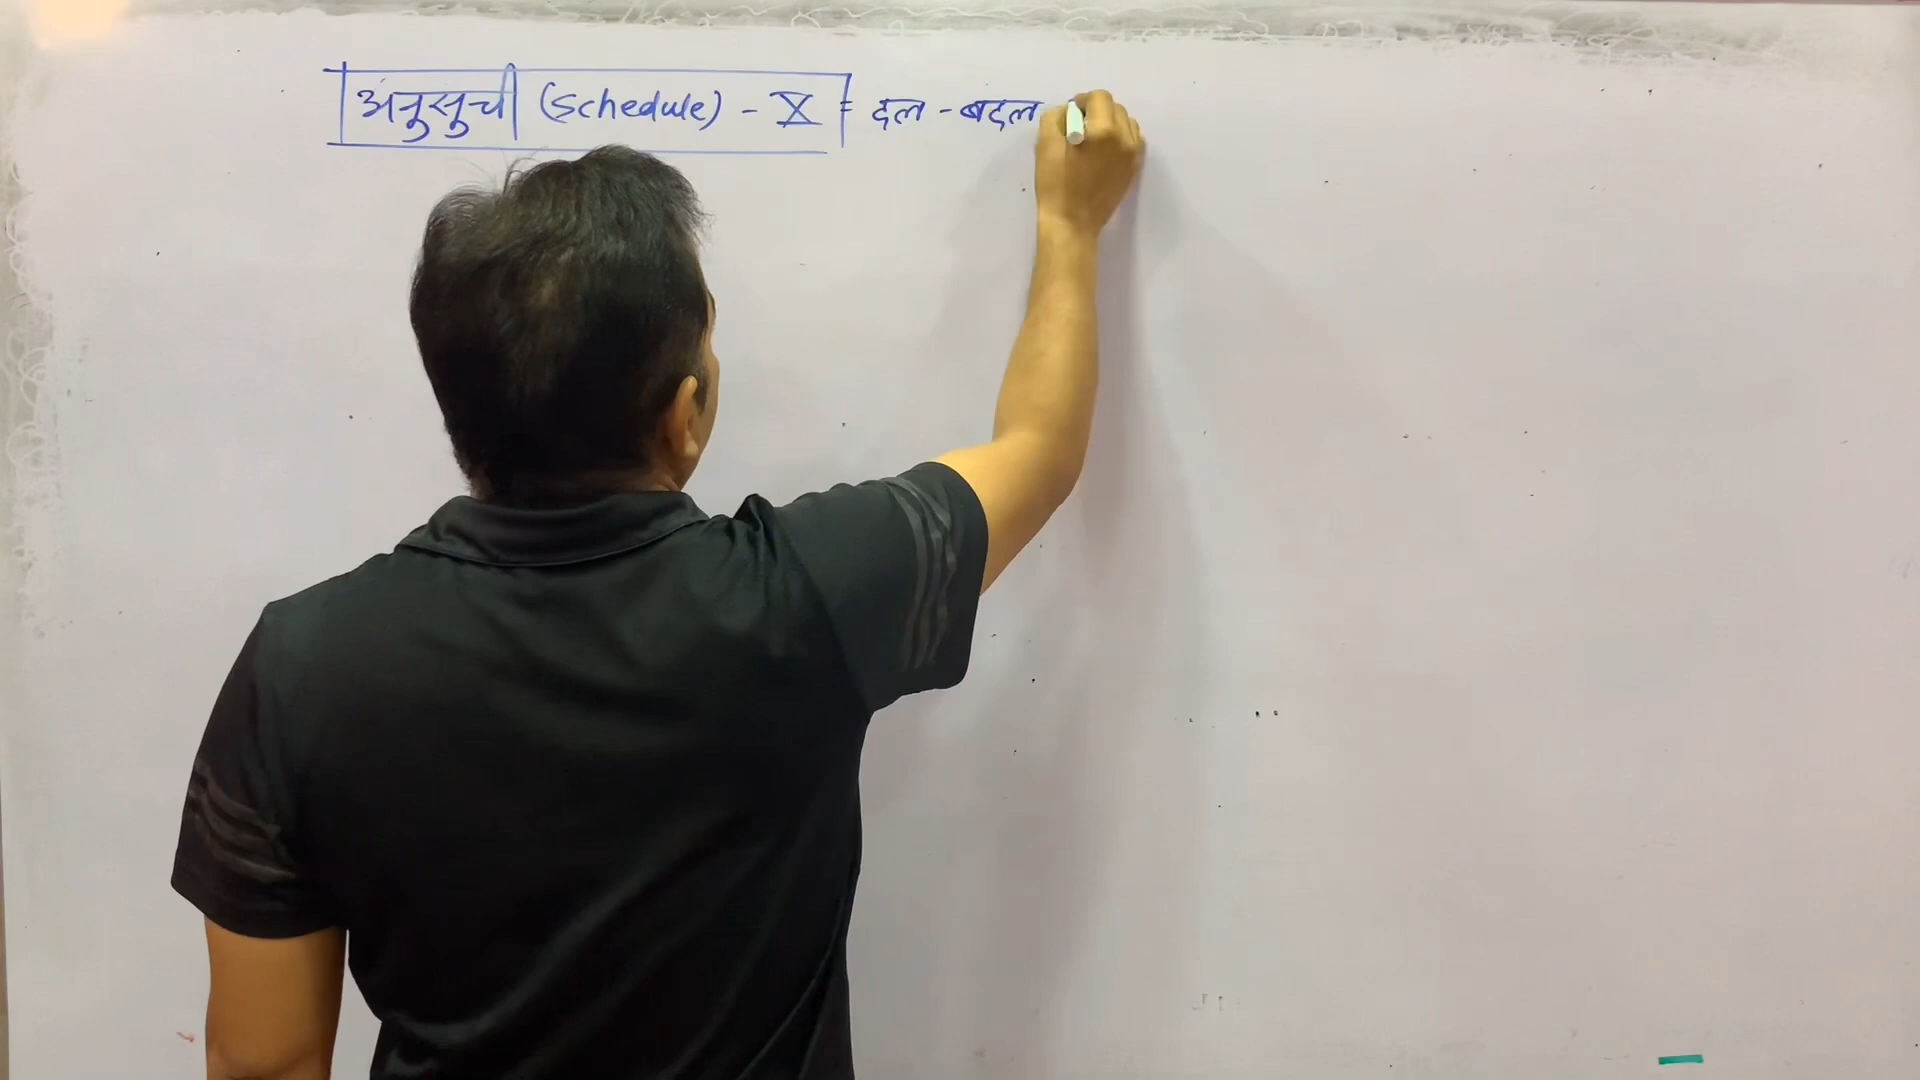 अनुसुची (Schedule) - X = दल - बदल